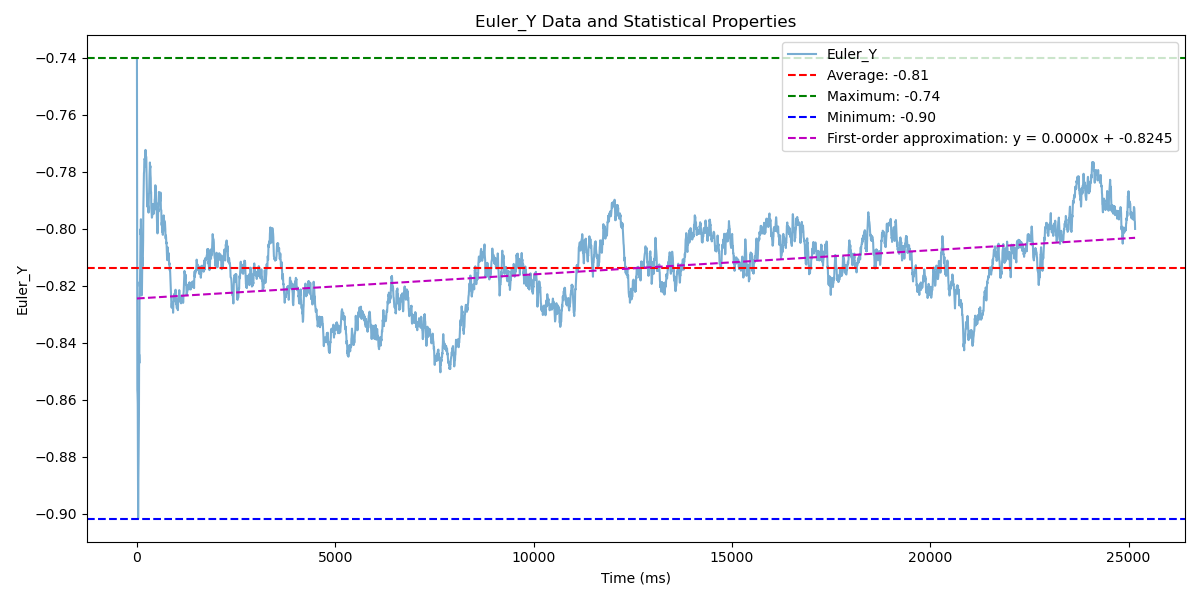 Euler_Y Data and Statistical Properties
Euler_Y
Average: -0.81
Maximum: -0.74
Minimum: -0.90
First-order approximation: y = 0.0000x + -0.8245
−0.74
−0.76
−0.78
−0.80
−0.82
−0.84
−0.86
−0.88
−0.90
Euler_Y
0 5000 10000 15000 20000 25000
Time (ms)